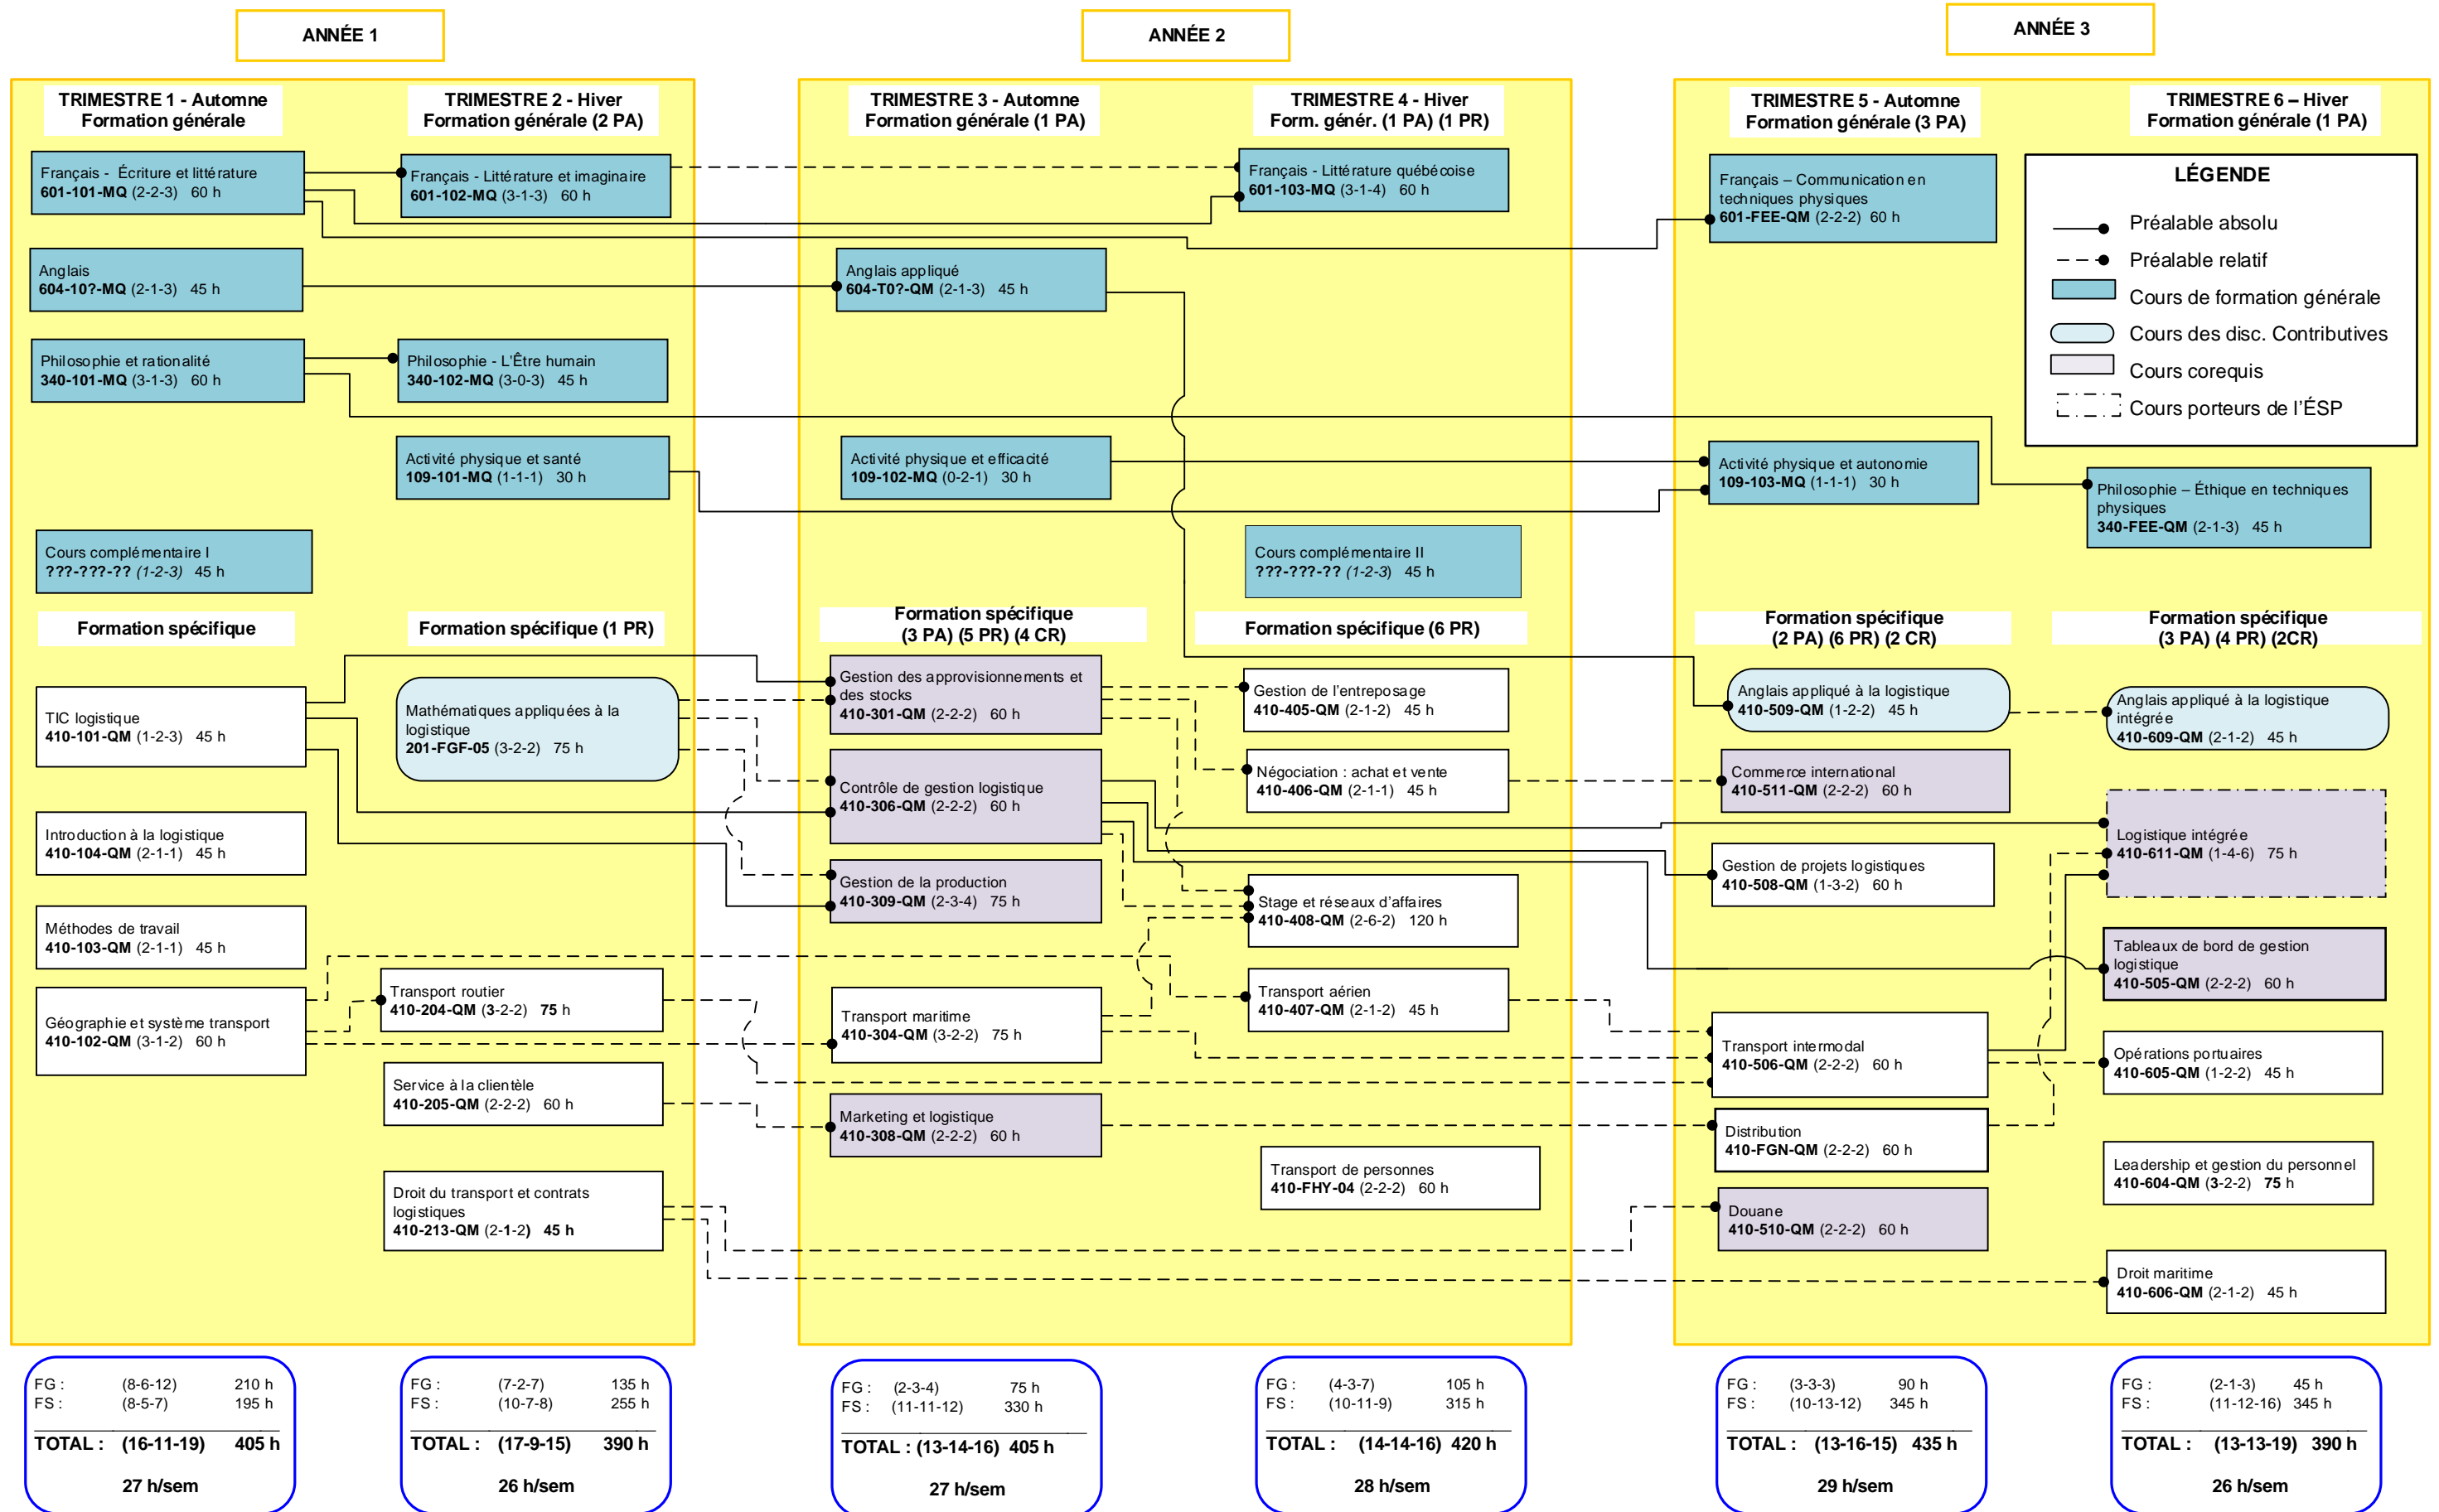 ANNÉE 1
ANNÉE 2
ANNÉE 3
TRIMESTRE 1 - Automne
Formation générale
TRIMESTRE 2 - Hiver
Formation générale (2 PA)
TRIMESTRE 3 - Automne
Formation générale (1 PA)
TRIMESTRE 4 - Hiver
Form. génér. (1 PA) (1 PR)
TRIMESTRE 5 - Automne
Formation générale (3 PA)
TRIMESTRE 6 – Hiver
Formation générale (1 PA)
Français - Écriture et littérature
601-101-MQ (2-2-3) 60 h
Français - Littérature et imaginaire
601-102-MQ (3-1-3) 60 h
Français - Littérature québécoise
601-103-MQ (3-1-4) 60 h
Français – Communication en
techniques physiques
601-FEE-QM (2-2-2) 60 h
LÉGENDE
Préalable absolu
Préalable relatif
Cours de formation générale
Cours des disc. Contributives
Cours corequis
Cours porteurs de l'ÉSP
Anglais
604-10?-MQ (2-1-3) 45 h
Anglais appliqué
604-T0?-QM (2-1-3) 45 h
Philosophie et rationalité
340-101-MQ (3-1-3) 60 h
Philosophie - L'Être humain
340-102-MQ (3-0-3) 45 h
Activité physique et santé
109-101-MQ (1-1-1) 30 h
Activité physique et efficacité
109-102-MQ (0-2-1) 30 h
Activité physique et autonomie
109-103-MQ (1-1-1) 30 h
Philosophie – Éthique en techniques
physiques
340-FEE-QM (2-1-3) 45 h
Cours complémentaire I
???-???-?? (1-2-3) 45 h
Cours complémentaire II
???-???-?? (1-2-3) 45 h
Formation spécifique
Formation spécifique (1 PR)
Formation spécifique
(3 PA) (5 PR) (4 CR)
Formation spécifique (6 PR)
Formation spécifique
(2 PA) (6 PR) (2 CR)
Formation spécifique
(3 PA) (4 PR) (2CR)
TIC logistique
410-101-QM (1-2-3) 45 h
Introduction à la logistique
410-104-QM (2-1-1) 45 h
Méthodes de travail
410-103-QM (2-1-1) 45 h
Géographie et système transport
410-102-QM (3-1-2) 60 h
Mathématiques appliquées à la
logistique
201-FGF-05 (3-2-2) 75 h
Transport routier
410-204-QM (3-2-2) 75 h
Service à la clientèle
410-205-QM (2-2-2) 60 h
Droit du transport et contrats
logistiques
410-213-QM (2-1-2) 45 h
Gestion des approvisionnements et
des stocks
410-301-QM (2-2-2) 60 h
Contrôle de gestion logistique
410-306-QM (2-2-2) 60 h
Gestion de la production
410-309-QM (2-3-4) 75 h
Transport maritime
410-304-QM (3-2-2) 75 h
Marketing et logistique
410-308-QM (2-2-2) 60 h
Gestion de l'entreposage
410-405-QM (2-1-2) 45 h
Négociation : achat et vente
410-406-QM (2-1-1) 45 h
Stage et réseaux d'affaires
410-408-QM (2-6-2) 120 h
Transport aérien
410-407-QM (2-1-2) 45 h
Transport de personnes
410-FHY-04 (2-2-2) 60 h
Anglais appliqué à la logistique
410-509-QM (1-2-2) 45 h
Commerce international
410-511-QM (2-2-2) 60 h
Gestion de projets logistiques
410-508-QM (1-3-2) 60 h
Transport intermodal
410-506-QM (2-2-2) 60 h
Distribution
410-FGN-QM (2-2-2) 60 h
Douane
410-510-QM (2-2-2) 60 h
Anglais appliqué à la logistique
intégrée
410-609-QM (2-1-2) 45 h
Logistique intégrée
410-611-QM (1-4-6) 75 h
Tableaux de bord de gestion
logistique
410-505-QM (2-2-2) 60 h
Opérations portuaires
410-605-QM (1-2-2) 45 h
Leadership et gestion du personnel
410-604-QM (3-2-2) 75 h
Droit maritime
410-606-QM (2-1-2) 45 h
FG : (8-6-12) 210 h
FS : (8-5-7) 195 h
TOTAL : (16-11-19) 405 h
27 h/sem
FG : (7-2-7) 135 h
FS : (10-7-8) 255 h
TOTAL : (17-9-15) 390 h
26 h/sem
FG : (2-3-4) 75 h
FS : (11-11-12) 330 h
TOTAL : (13-14-16) 405 h
27 h/sem
FG : (4-3-7) 105 h
FS : (10-11-9) 315 h
TOTAL : (14-14-16) 420 h
28 h/sem
FG : (3-3-3) 90 h
FS : (10-13-12) 345 h
TOTAL : (13-16-15) 435 h
29 h/sem
FG : (2-1-3) 45 h
FS : (11-12-16) 345 h
TOTAL : (13-13-19) 390 h
26 h/sem